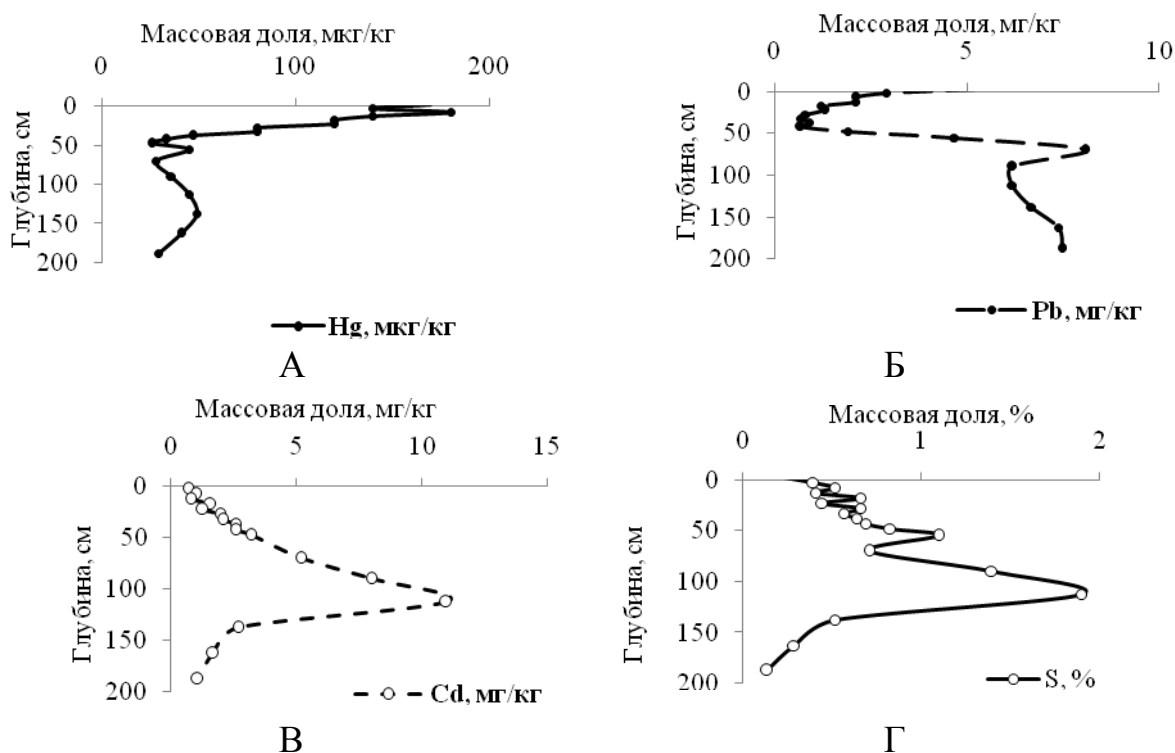 Массовая доля, мкг/кг
0 100 200
Глубина, см
0
50
100
150
200
Hg, мкг/кг
А
Массовая доля, мг/кг
0 5 10
Глубина, см
0
50
100
150
200
Pb, мг/кг
Б
Массовая доля, мг/кг
0 5 10 15
Глубина, см
0
50
100
150
200
Cd, мг/кг
В
Массовая доля, %
0 1 2
Глубина, см
0
50
100
150
200
S, %
Г